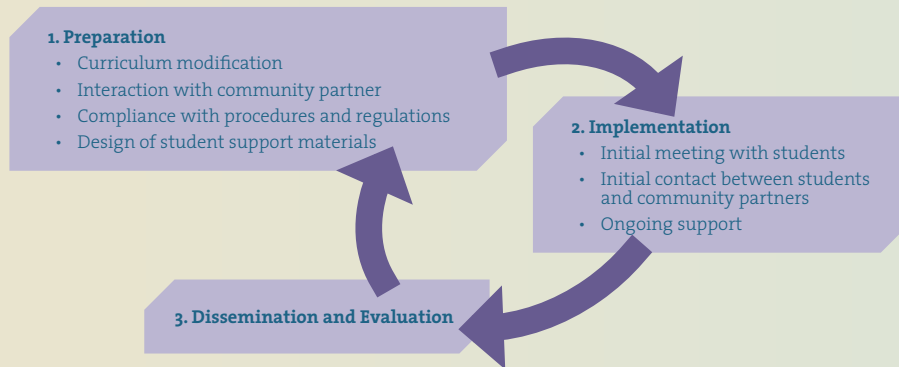 1. Preparation
• Curriculum modification
• Interaction with community partner
• Compliance with procedures and regulations
• Design of student support materials
2. Implementation
• Initial meeting with students
• Initial contact between students
and community partners
• Ongoing support
3. Dissemination and Evaluation